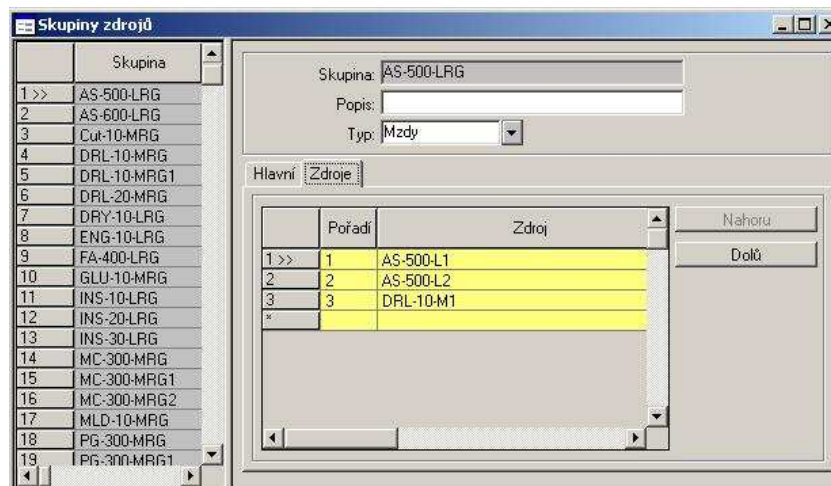 Skupiny zdrojů
Skupina
1 >> AS-500-LRG
2 AS-600-LRG
3 Cut-10-MRG
4 DRL-10-MRG
5 DRL-10-MRG1
6 DRL-20-MRG
7 DRY-10-LRG
8 ENG-10-LRG
9 FA-400-LRG
10 GLU-10-MRG
11 INS-10-LRG
12 INS-20-LRG
13 INS-30-LRG
14 MC-300-MRG
15 MC-300-MRG1
16 MC-300-MRG2
17 MLD-10-MRG
18 PG-300-MRG
19 PG-300-MRG1
Skupina: AS-500-LRG
Popis:
Typ: Mzdy
Hlavní Zdroje
Pořadí Zdroj
1 >> 1 AS-500-L1
2 2 AS-500-L2
3 3 DRL-10-M1
*
Nahoru
Dolů